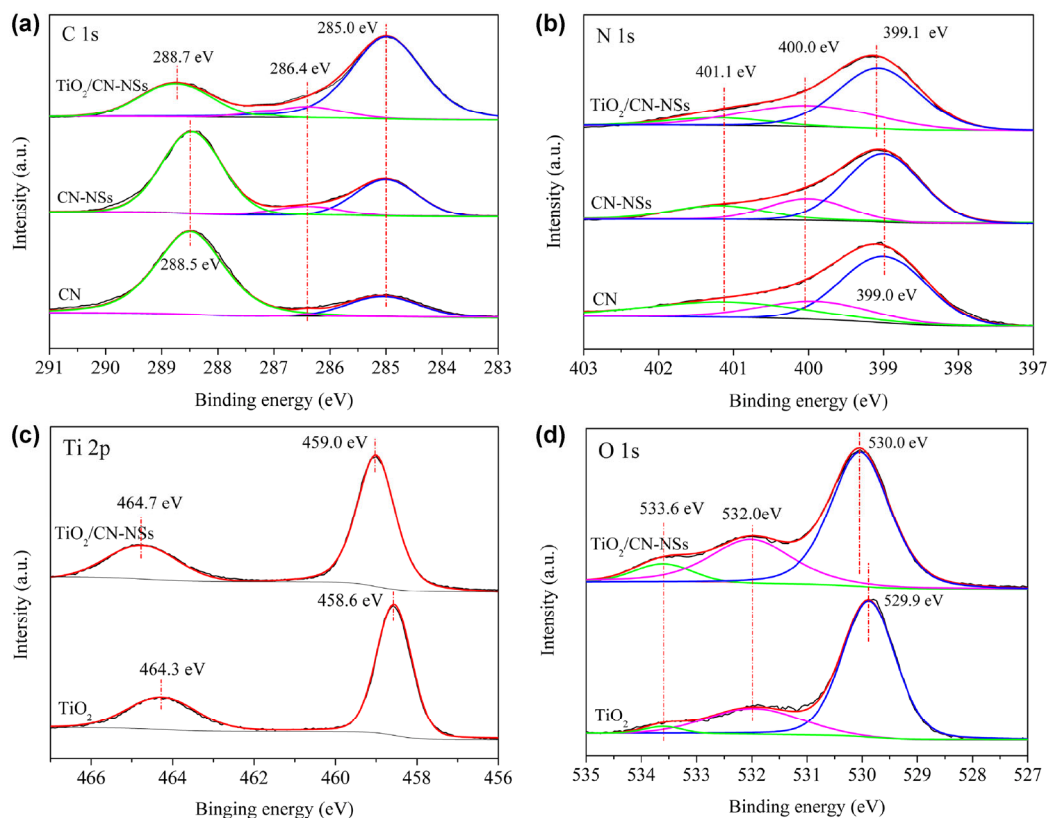 (a)
C 1s
288.7 eV
285.0 eV
286.4 eV
TiO2/CN-NSs
CN-NSs
288.5 eV
CN
Intensity (a.u.)
291 290 289 288 287 286 285 284 283
Binding energy (eV)
(b)
N 1s
399.1 eV
400.0 eV
401.1 eV
TiO2/CN-NSs
CN-NSs
CN
399.0 eV
Intensity (a.u.)
403 402 401 400 399 398 397
Binding energy (eV)
(c)
Ti 2p
459.0 eV
464.7 eV
TiO2/CN-NSs
458.6 eV
464.3 eV
TiO2
Intensity (a.u.)
466 464 462 460 458 456
Binging energy (eV)
(d)
O 1s
530.0 eV
533.6 eV
532.0eV
TiO2/CN-NSs
529.9 eV
TiO2
Intensity (a.u.)
535 534 533 532 531 530 529 528 527
Binding energy (eV)